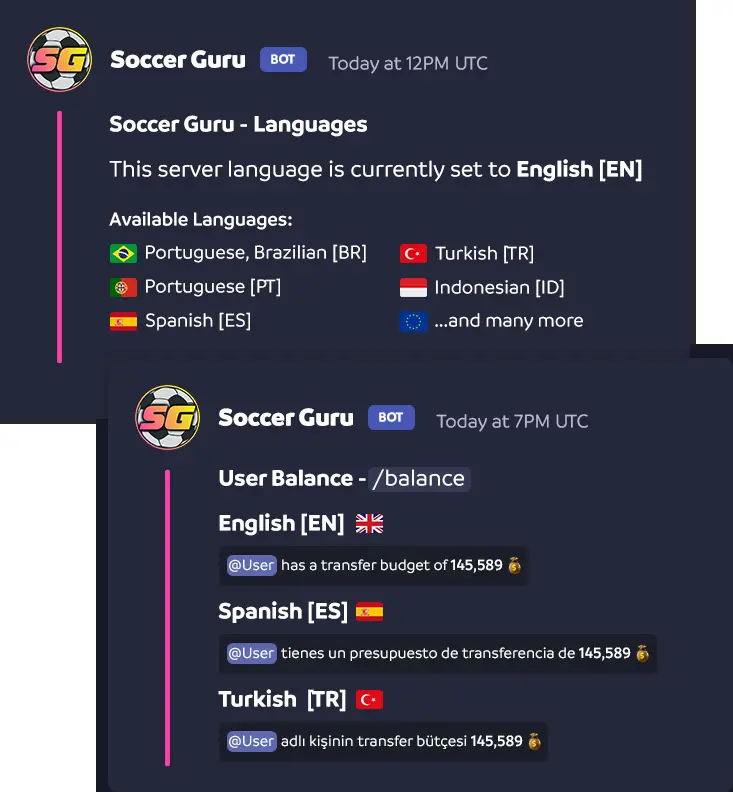 SG
Soccer Guru BOT Today at 12PM UTC
Soccer Guru - Languages
This server language is currently set to English [EN]
Available Languages:
Portuguese, Brazilian [BR] Turkish [TR]
Portuguese [PT] Indonesian [ID]
Spanish [ES] ...and many more
SG
Soccer Guru BOT Today at 7PM UTC
User Balance - /balance
English [EN]
@User has a transfer budget of 145,589
Spanish [ES]
@User tienes un presupuesto de transferencia de 145,589
Turkish [TR]
@User adlı kişinin transfer bütçesi 145,589